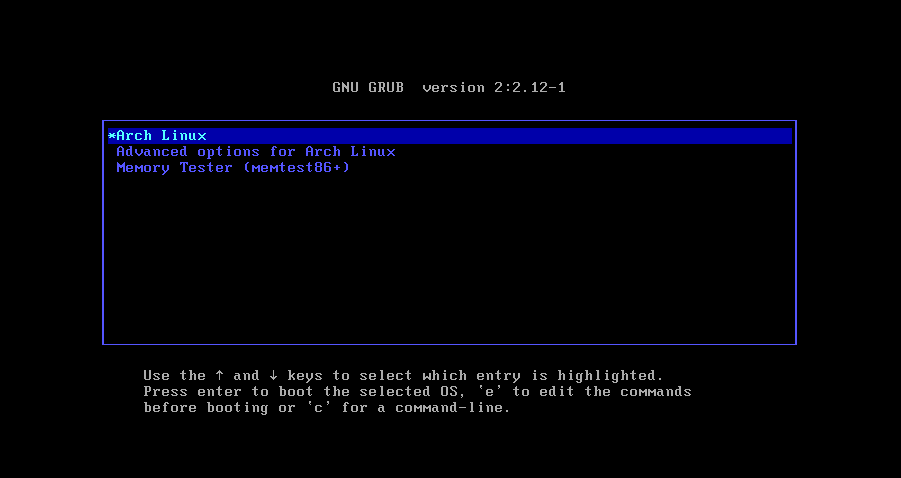 GNU GRUB  version 2:2.12-1
*Arch Linux
Advanced options for Arch Linux
Memory Tester (memtest86+)
Use the ↑ and ↓ keys to select which entry is highlighted.
Press enter to boot the selected OS, ‘e’ to edit the commands
before booting or ‘c’ for a command-line.